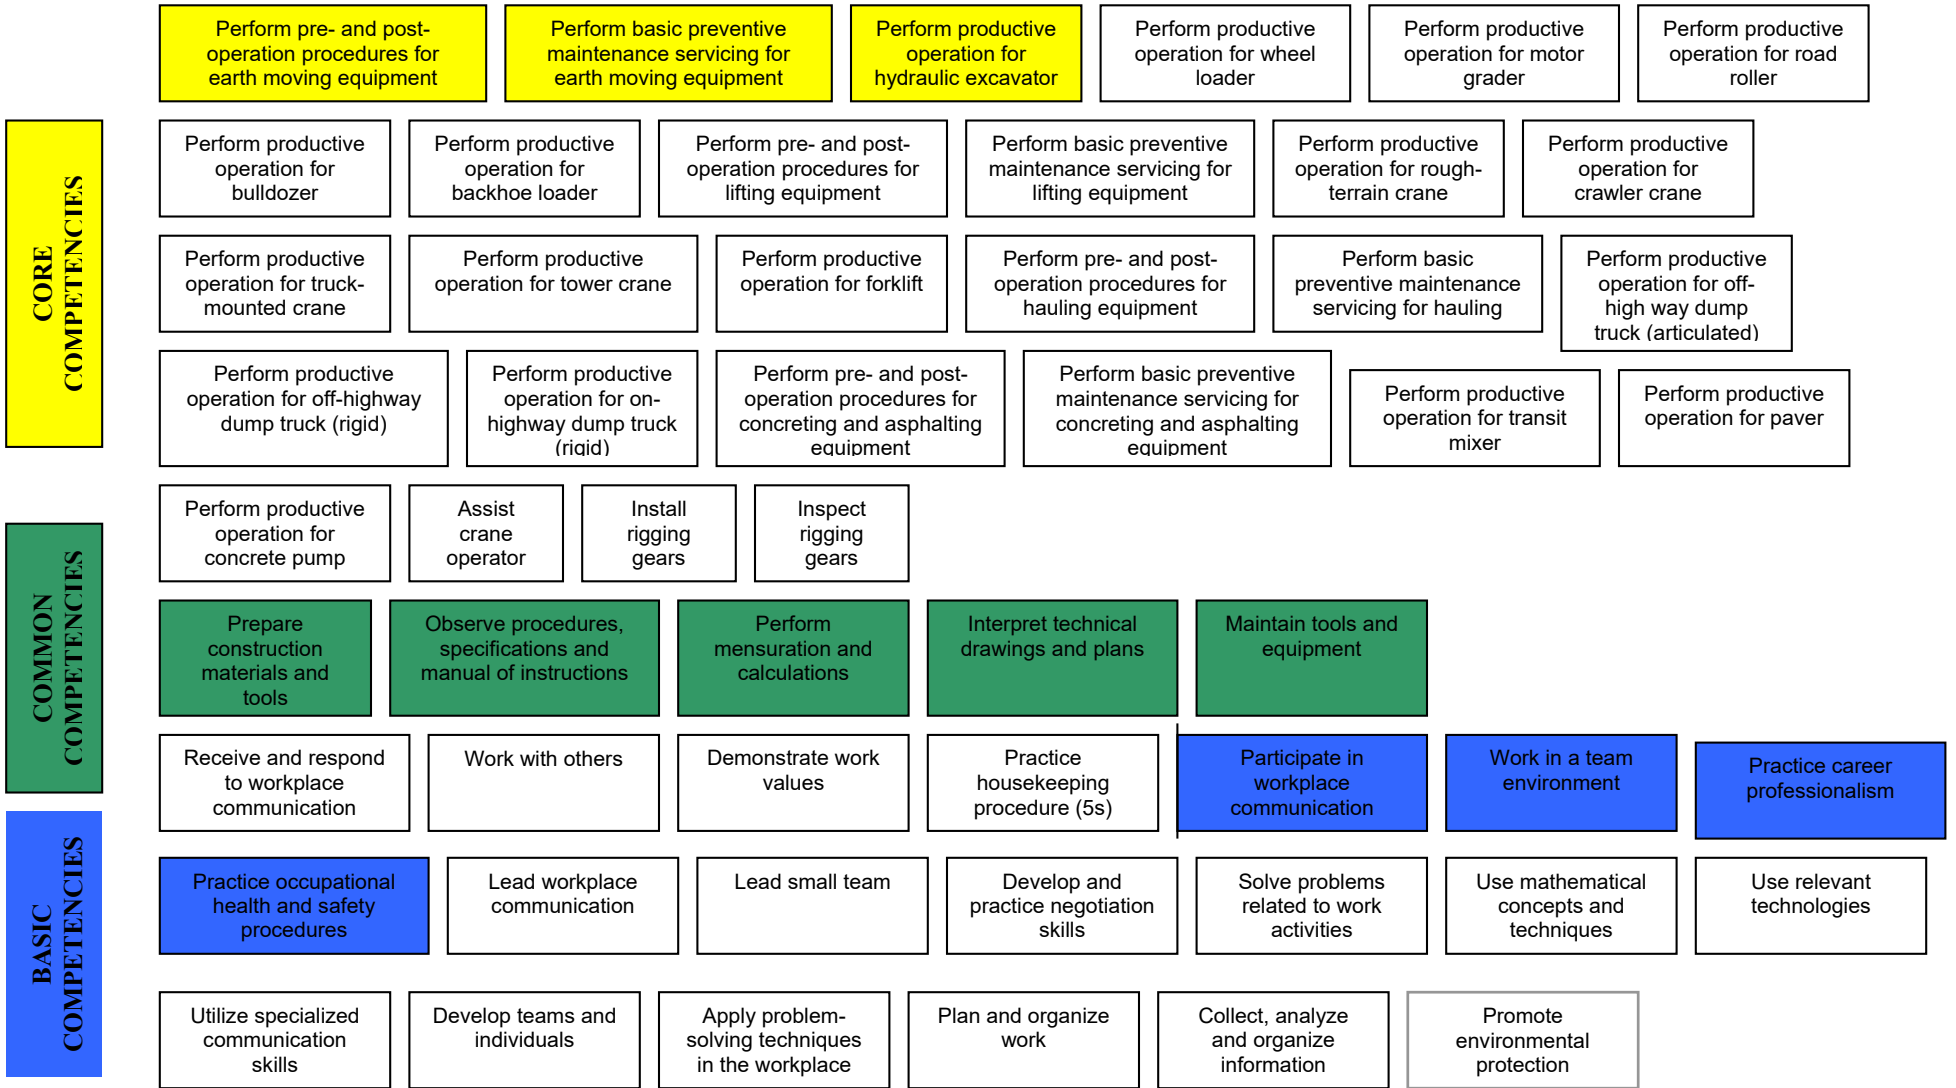 Perform pre- and post-
operation procedures for
earth moving equipment
Perform basic preventive
maintenance servicing for
earth moving equipment
Perform productive
operation for
hydraulic excavator
Perform productive
operation for wheel
loader
Perform productive
operation for motor
grader
Perform productive
operation for road
roller
CORE
COMPETENCIES
Perform productive
operation for
bulldozer
Perform productive
operation for
backhoe loader
Perform pre- and post-
operation procedures for
lifting equipment
Perform basic preventive
maintenance servicing for
lifting equipment
Perform productive
operation for rough-
terrain crane
Perform productive
operation for
crawler crane
Perform productive
operation for truck-
mounted crane
Perform productive
operation for tower crane
Perform productive
operation for forklift
Perform pre- and post-
operation procedures for
hauling equipment
Perform basic
preventive maintenance
servicing for hauling
Perform productive
operation for off-
high way dump
truck (articulated)
Perform productive
operation for off-highway
dump truck (rigid)
Perform productive
operation for on-
highway dump truck
(rigid)
Perform pre- and post-
operation procedures for
concreting and asphalting
equipment
Perform basic preventive
maintenance servicing for
concreting and asphalting
equipment
Perform productive
operation for transit
mixer
Perform productive
operation for paver
Perform productive
operation for
concrete pump
Assist
crane
operator
Install
rigging
gears
Inspect
rigging
gears
COMMON
COMPETENCIES
Prepare
construction
materials and
tools
Observe procedures,
specifications and
manual of instructions
Perform
mensuration and
calculations
Interpret technical
drawings and plans
Maintain tools and
equipment
Receive and respond
to workplace
communication
Work with others
Demonstrate work
values
Practice
housekeeping
procedure (5s)
Participate in
workplace
communication
Work in a team
environment
Practice career
professionalism
BASIC
COMPETENCIES
Practice occupational
health and safety
procedures
Lead workplace
communication
Lead small team
Develop and
practice negotiation
skills
Solve problems
related to work
activities
Use mathematical
concepts and
techniques
Use relevant
technologies
Utilize specialized
communication
skills
Develop teams and
individuals
Apply problem-
solving techniques
in the workplace
Plan and organize
work
Collect, analyze
and organize
information
Promote
environmental
protection